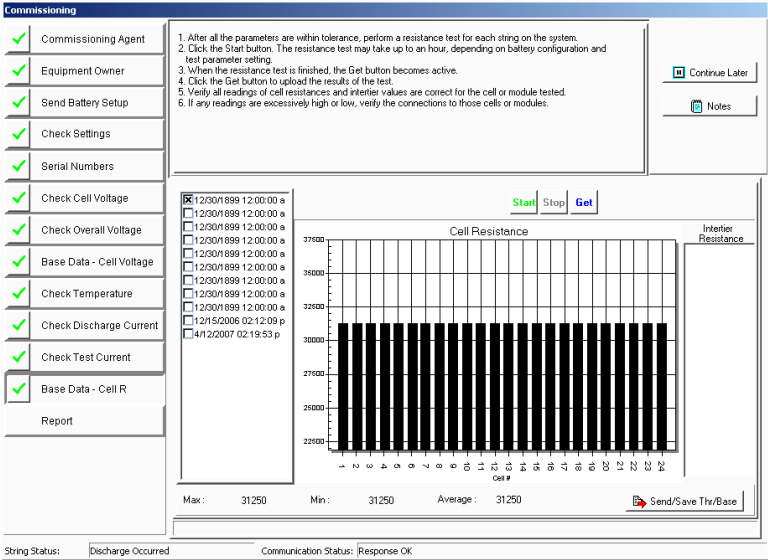 Commissioning
Commissioning Agent
Equipment Owner
Send Battery Setup
Check Settings
Serial Numbers
Check Cell Voltage
Check Overall Voltage
Base Data - Cell Voltage
Check Temperature
Check Discharge Current
Check Test Current
Base Data - Cell R
Report
1. After all the parameters are within tolerance, perform a resistance test for each string on the system.
2. Click the Start button. The resistance test may take up to an hour, depending on battery configuration and
test parameter setting.
3. When the resistance test is finished, the Get button becomes active.
4. Click the Get button to upload the results of the test.
5. Verify all readings of cell resistances and intertier values are correct for the cell or module tested.
6. If any readings are excessively high or low, verify the connections to those cells or modules.
Continue Later
Notes
12/30/1899 12:00:00 a
12/30/1899 12:00:00 a
12/30/1899 12:00:00 a
12/30/1899 12:00:00 a
12/30/1899 12:00:00 a
12/30/1899 12:00:00 a
12/30/1899 12:00:00 a
12/30/1899 12:00:00 a
12/30/1899 12:00:00 a
12/15/2006 02:12:09 p
4/12/2007 02:19:53 p
Start Stop Get
Cell Resistance
37500
35000
32500
30000
27500
25000
22500
1 2 3 4 5 6 7 8 9 10 11 12 13 14 15 16 17 18 19 20 21 22 23 24
Cell #
Intertier
Resistance
Max: 31250 Min: 31250 Average: 31250
Send/Save Thr/Base
String Status: Discharge Occurred Communication Status: Response OK